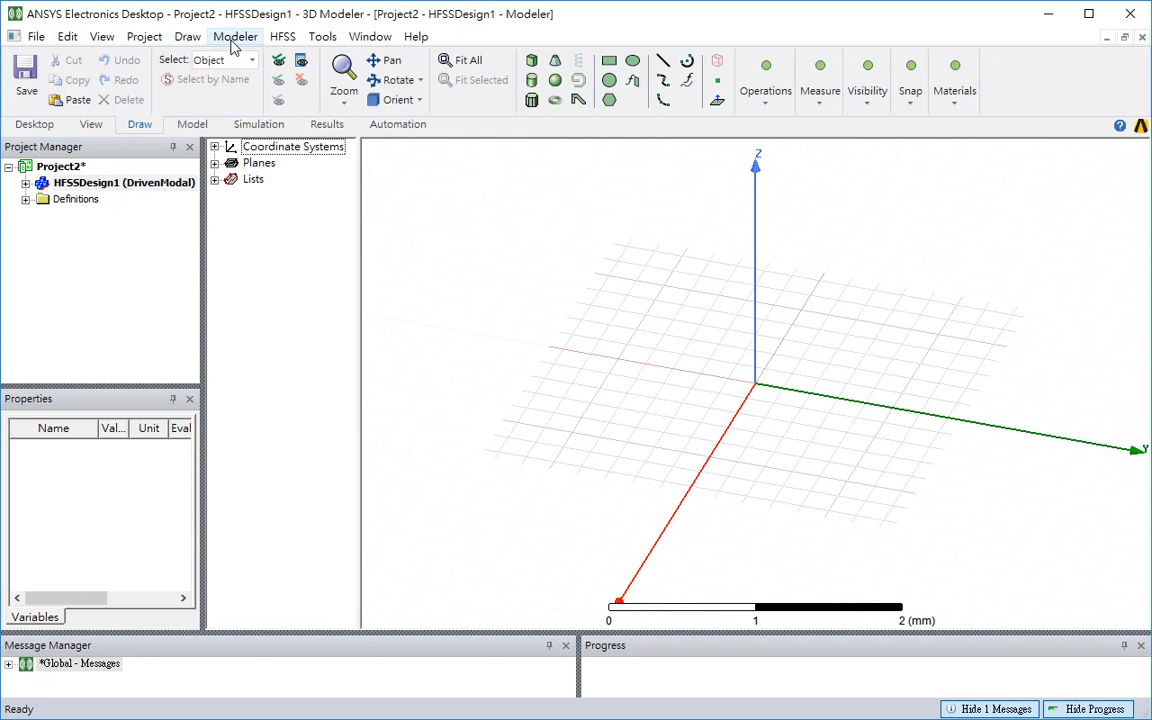 ANSYS Electronics Desktop - Project2 - HFSSDesign1 - 3D Modeler - [Project2 - HFSSDesign1 - Modeler]
File Edit View Project Draw Modeler HFSS Tools Window Help
Save
Cut
Copy
Paste
Undo
Redo
Delete
Select: Object
Select by Name
Zoom
Pan
Rotate
Orient
Fit All
Fit Selected
Operations
Measure
Visibility
Snap
Materials
Desktop View Draw Model Simulation Results Automation
Project Manager
Project2*
HFSSDesign1 (DrivenModal)
Definitions
Coordinate Systems
Planes
Lists
Z
Y
0 1 2 (mm)
Properties
Name Val... Unit Eval
Variables
Message Manager
*Global - Messages
Progress
Ready
Hide 1 Messages
Hide Progress